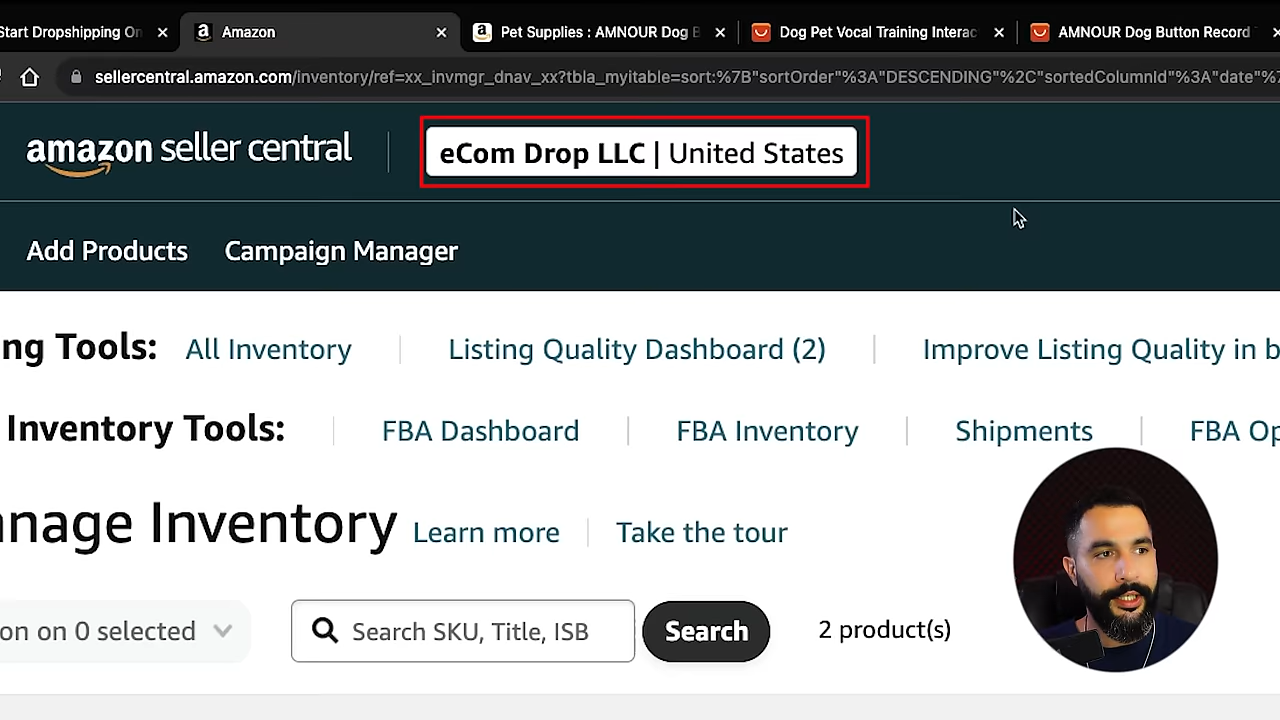 Start Dropshipping On
Amazon
Pet Supplies : AMNOUR Dog B
Dog Pet Vocal Training Interac
AMNOUR Dog Button Record
sellercentral.amazon.com/inventory/ref=xx_invmgr_dnav_xx?tbla_myitable=sort:%7B"sortOrder"%3A"DESCENDING"%2C"sortedColumnId"%3A"date"%7
amazon seller central
eCom Drop LLC | United States
Add Products
Campaign Manager
ng Tools:
All Inventory
Listing Quality Dashboard (2)
Improve Listing Quality in b
Inventory Tools:
FBA Dashboard
FBA Inventory
Shipments
FBA Op
anage Inventory
Learn more
Take the tour
on on 0 selected
Search SKU, Title, ISB
Search
2 product(s)